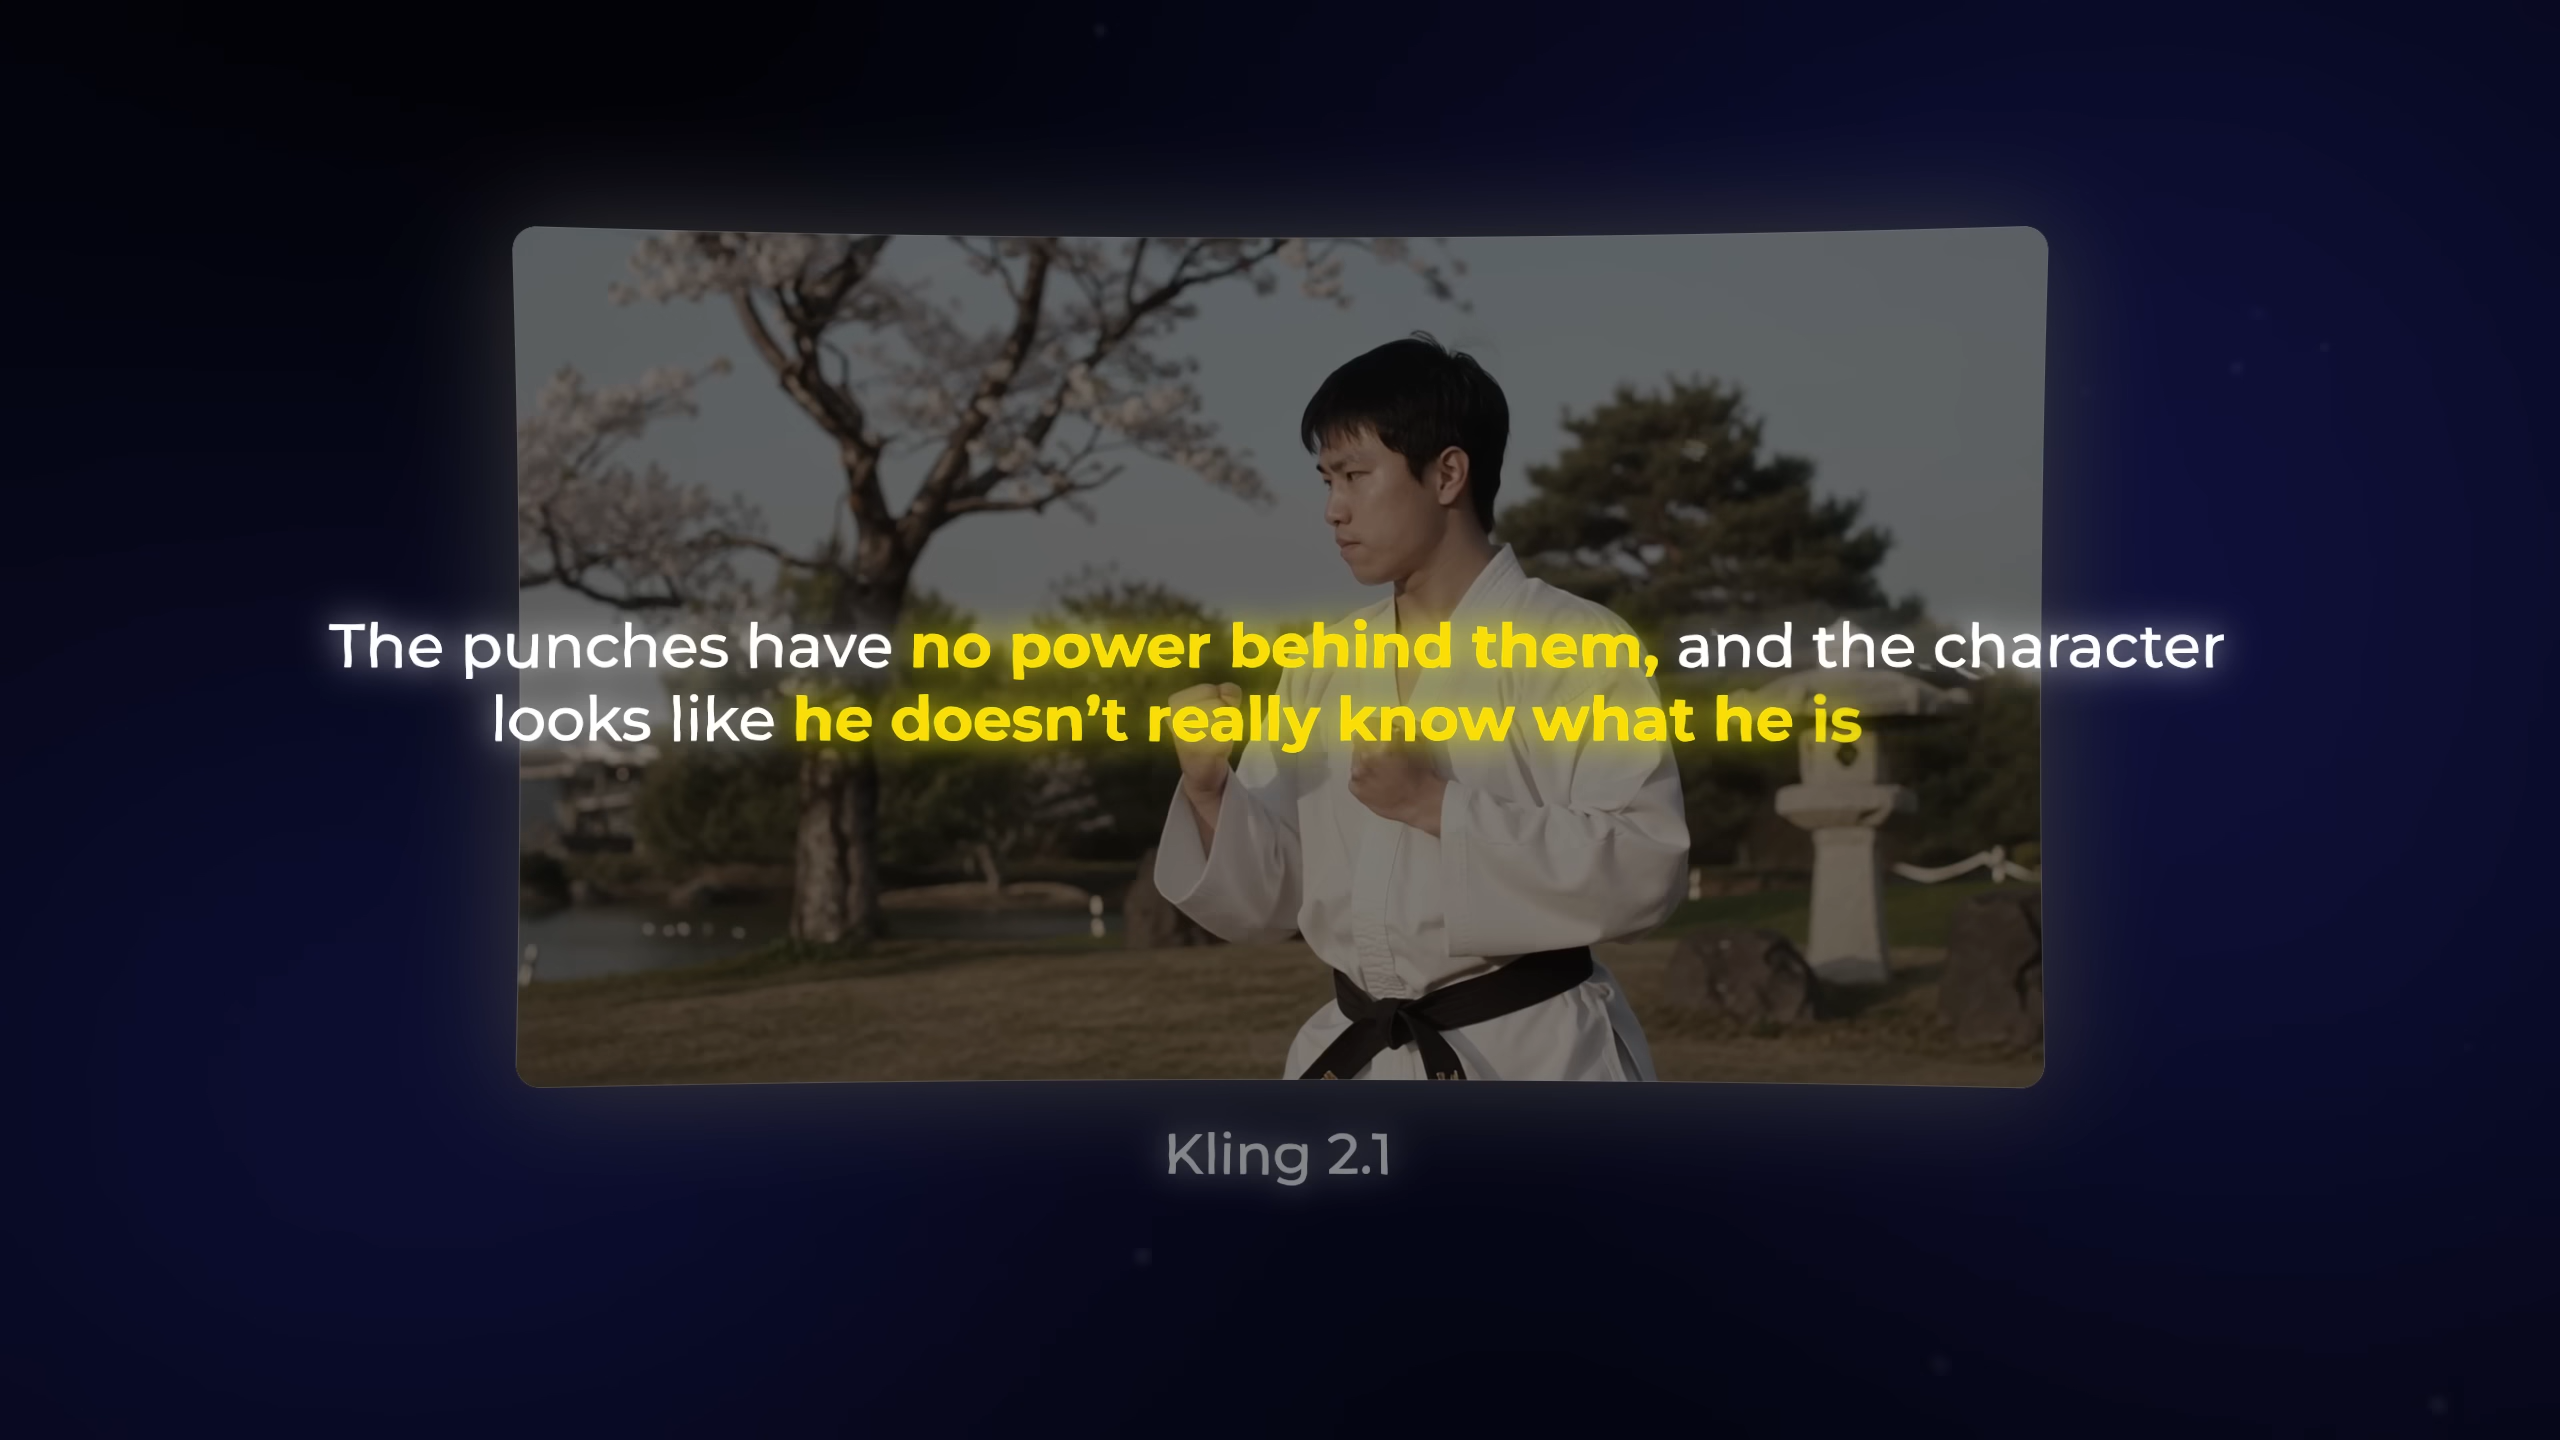 The punches have no power behind them, and the character
looks like he doesn't really know what he is
Kling 2.1